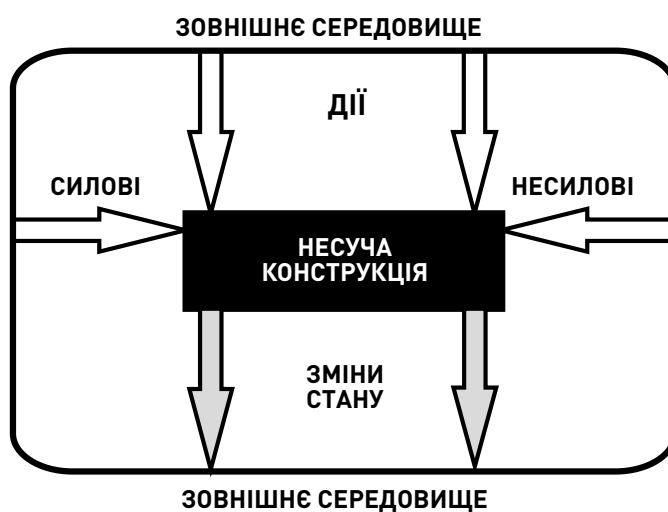 ЗОВНІШНЄ СЕРЕДОВИЩЕ
ДІЇ
СИЛОВІ
НЕСИЛОВІ
НЕСУЧА
КОНСТРУКЦІЯ
ЗМІНИ
СТАНУ
ЗОВНІШНЄ СЕРЕДОВИЩЕ